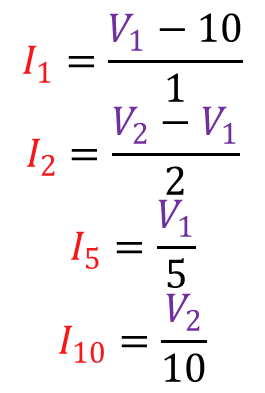 I₁ = (V₁ − 10) / 1
I₂ = (V₂ − V₁) / 2
I₅ = V₁ / 5
I₁₀ = V₂ / 10